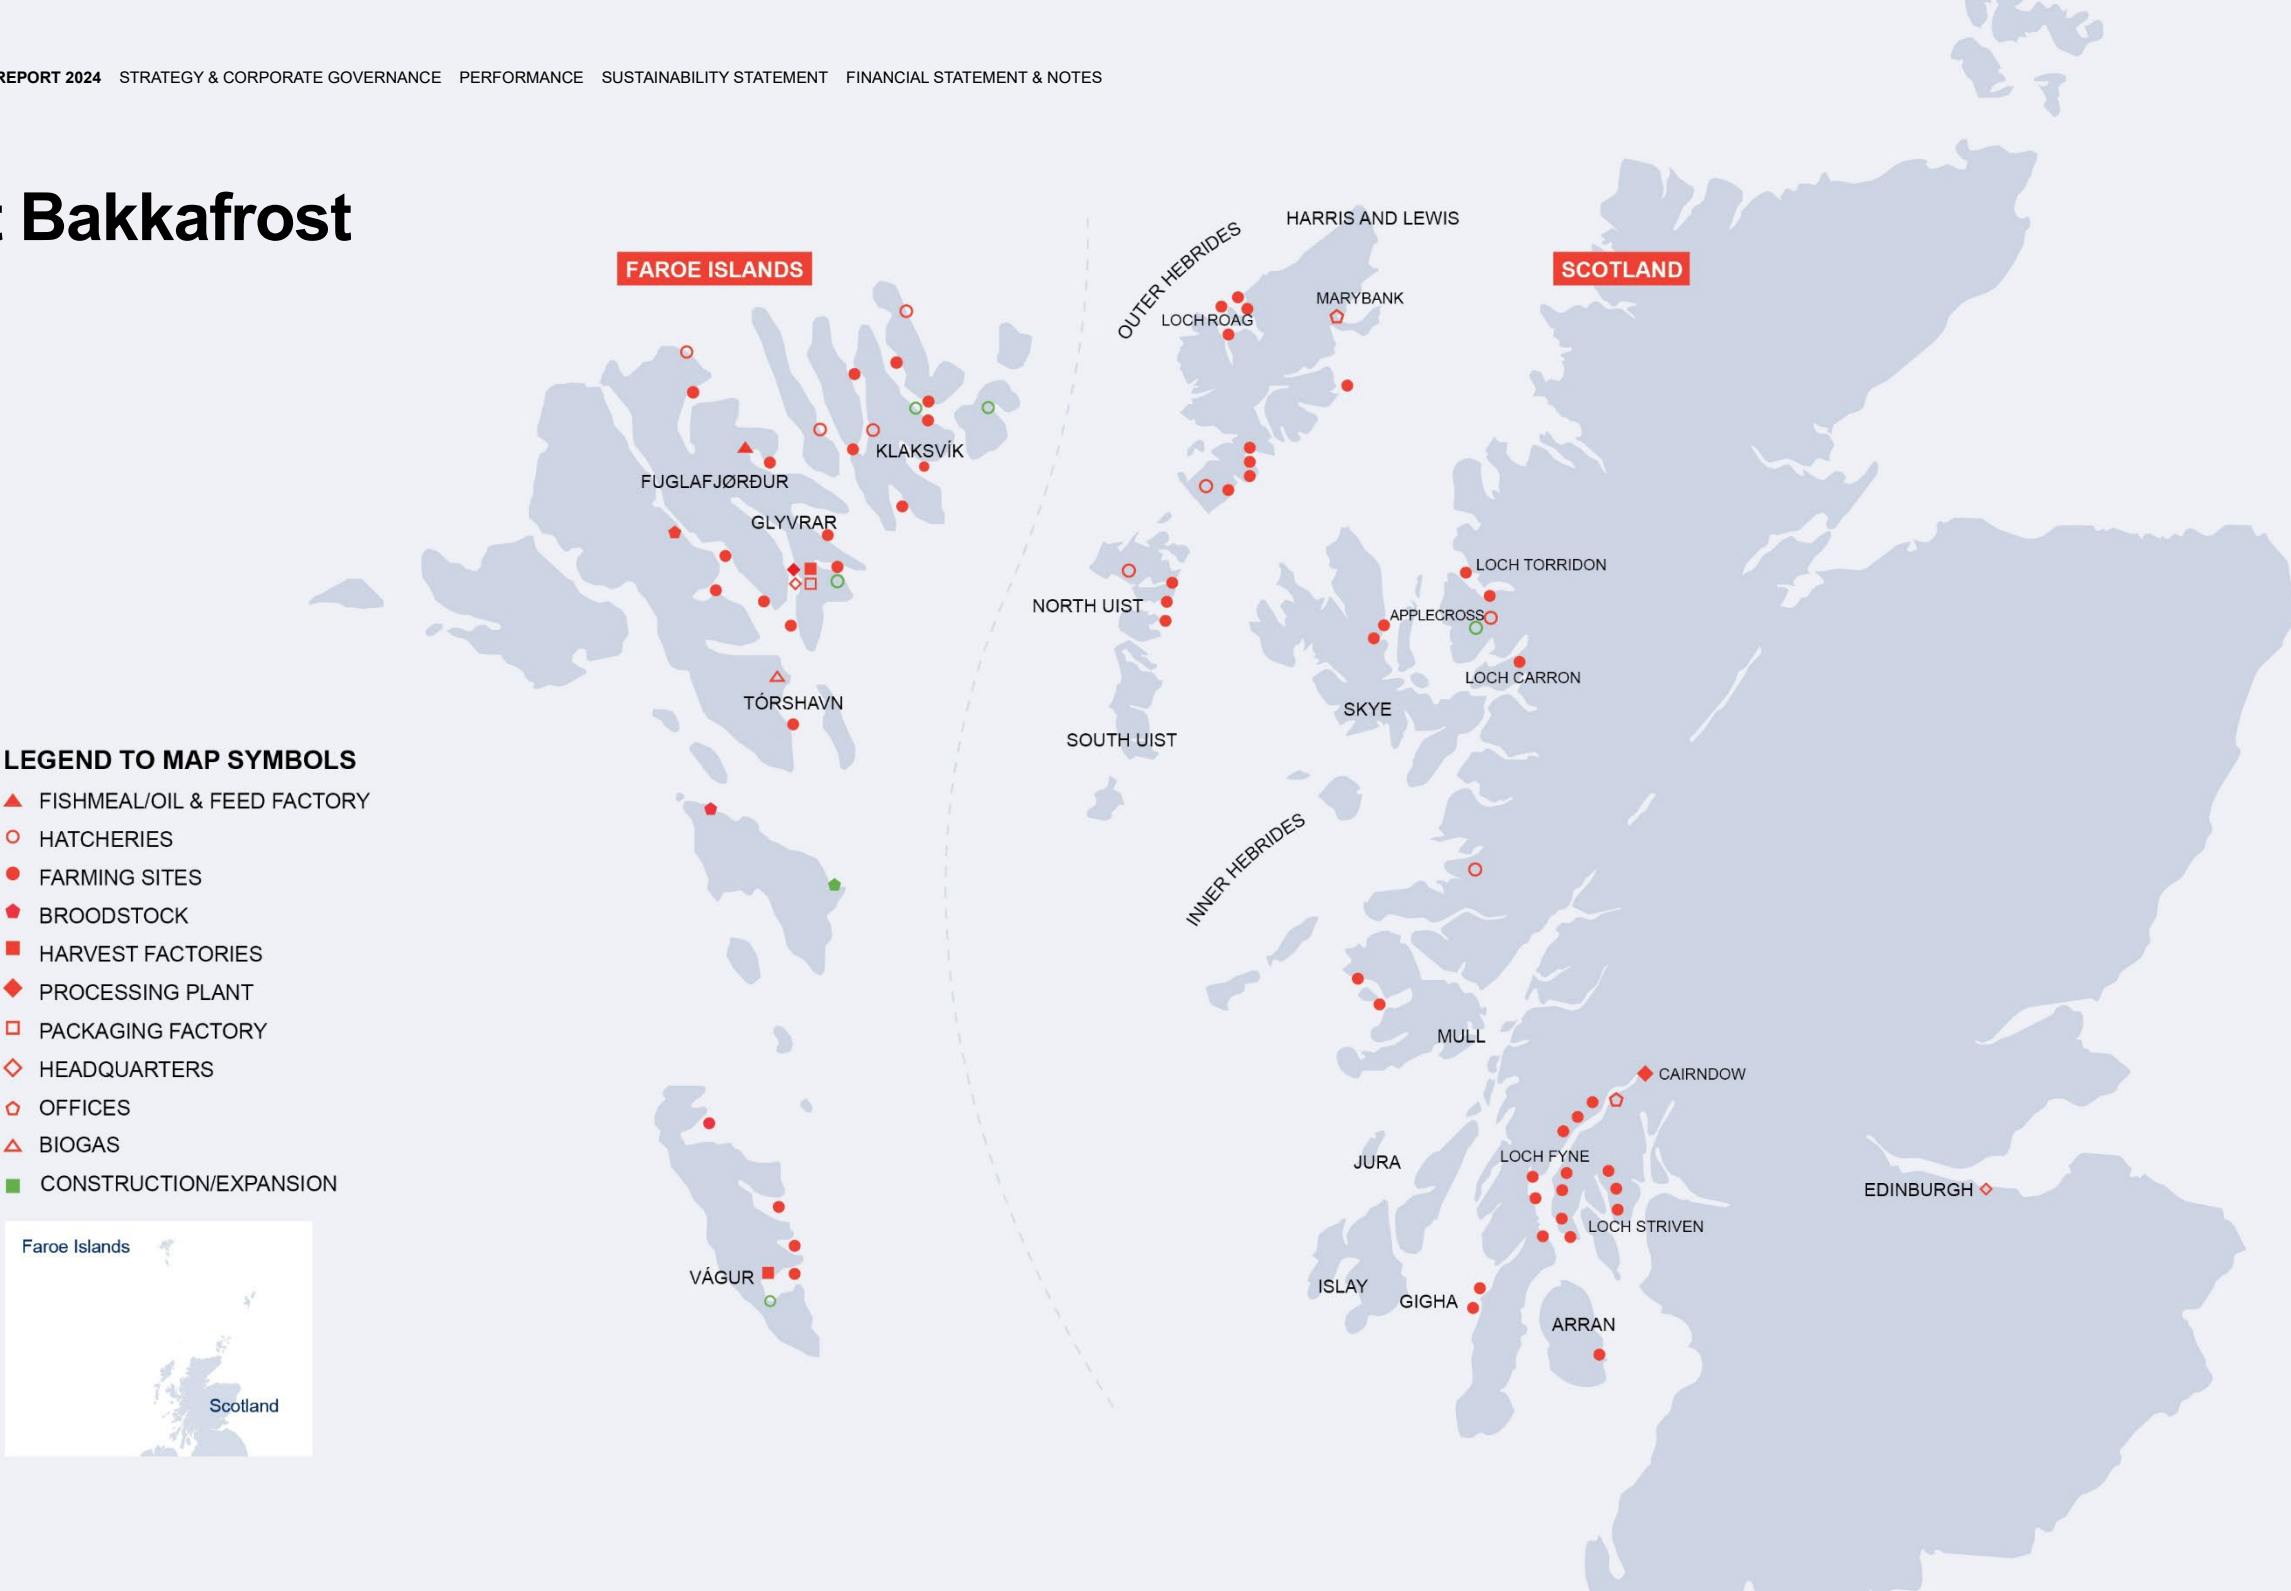 REPORT 2024 STRATEGY & CORPORATE GOVERNANCE PERFORMANCE SUSTAINABILITY STATEMENT FINANCIAL STATEMENT & NOTES
Bakkafrost
FAROE ISLANDS
SCOTLAND
OUTER HEBRIDES
HARRIS AND LEWIS
MARYBANK
LOCH ROAG
KLAKSVÍK
FUGLAFJØRÐUR
GLYVRAR
TÓRSHAVN
VÁGUR
NORTH UIST
SOUTH UIST
LOCH TORRIDON
APPLECROSS
LOCH CARRON
SKYE
INNER HEBRIDES
MULL
CAIRNDOW
JURA
LOCH FYNE
LOCH STRIVEN
EDINBURGH
ISLAY
GIGHA
ARRAN
LEGEND TO MAP SYMBOLS
FISHMEAL/OIL & FEED FACTORY
HATCHERIES
FARMING SITES
BROODSTOCK
HARVEST FACTORIES
PROCESSING PLANT
PACKAGING FACTORY
HEADQUARTERS
OFFICES
BIOGAS
CONSTRUCTION/EXPANSION
Faroe Islands
Scotland